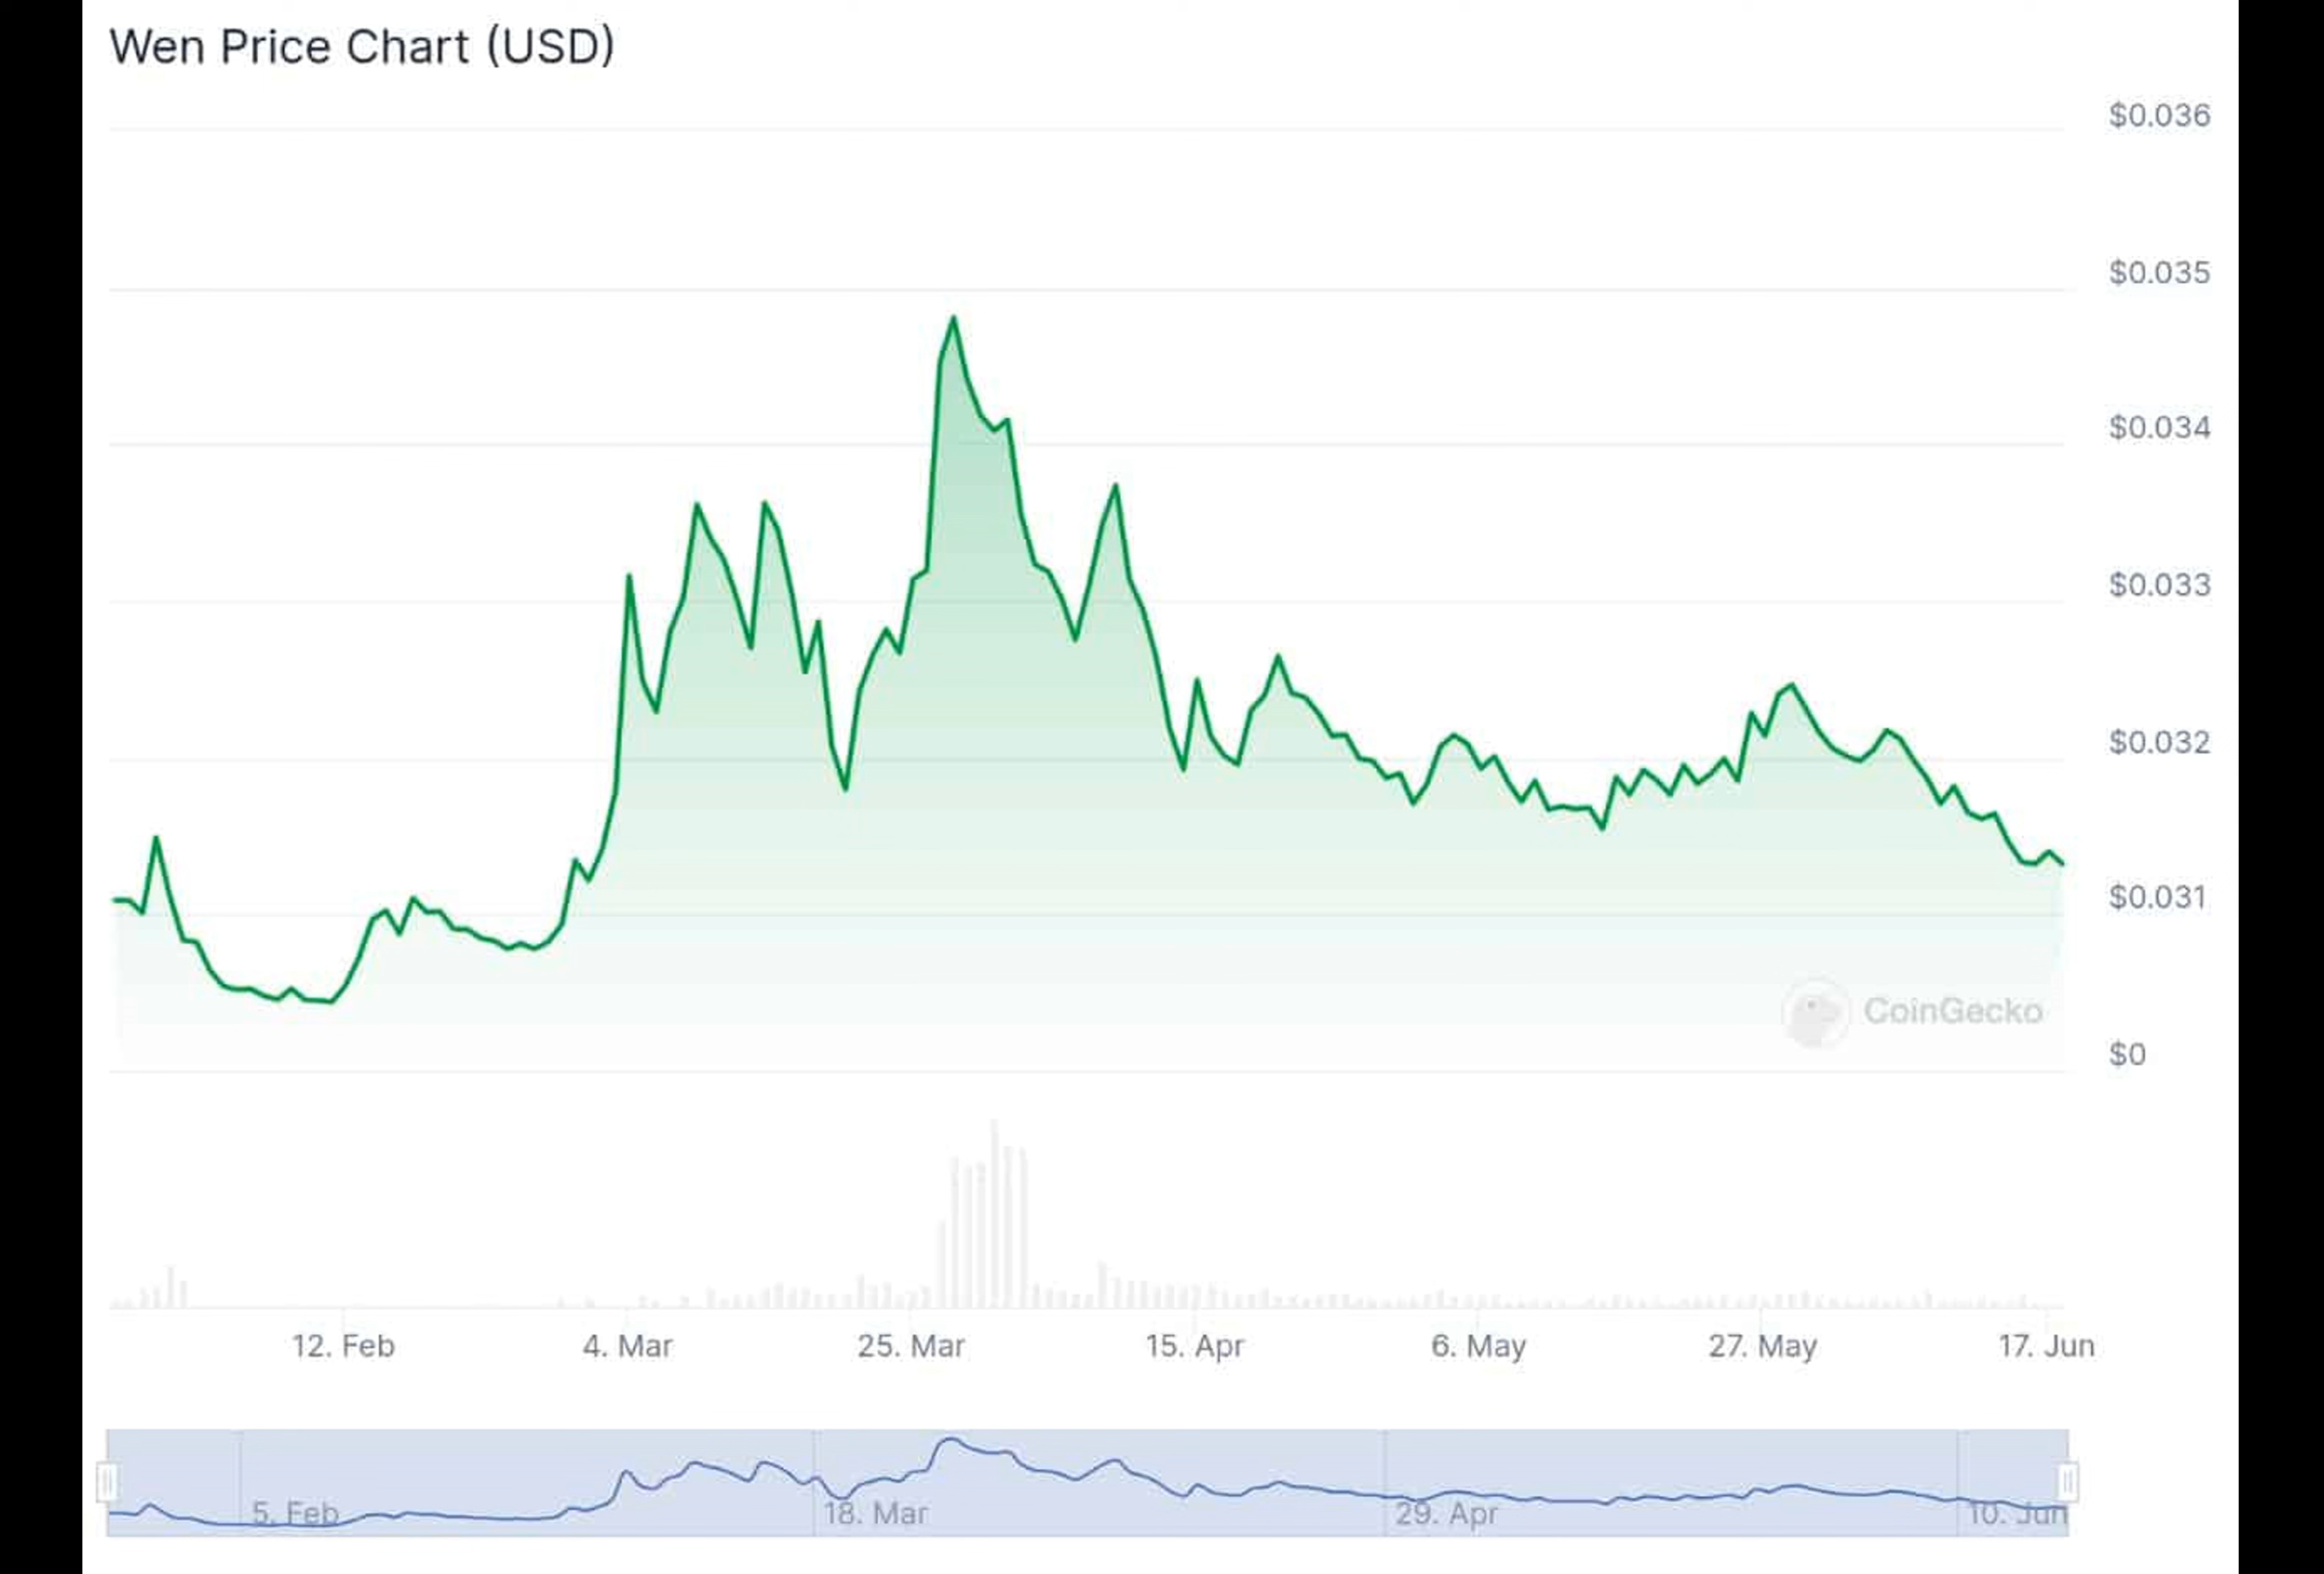 Wen Price Chart (USD)
$0.036
$0.035
$0.034
$0.033
$0.032
$0.031
CoinGecko
$0
12. Feb
4. Mar
25. Mar
15. Apr
6. May
27. May
17. Jun
5. Feb
18. Mar
29. Apr
10. Jun